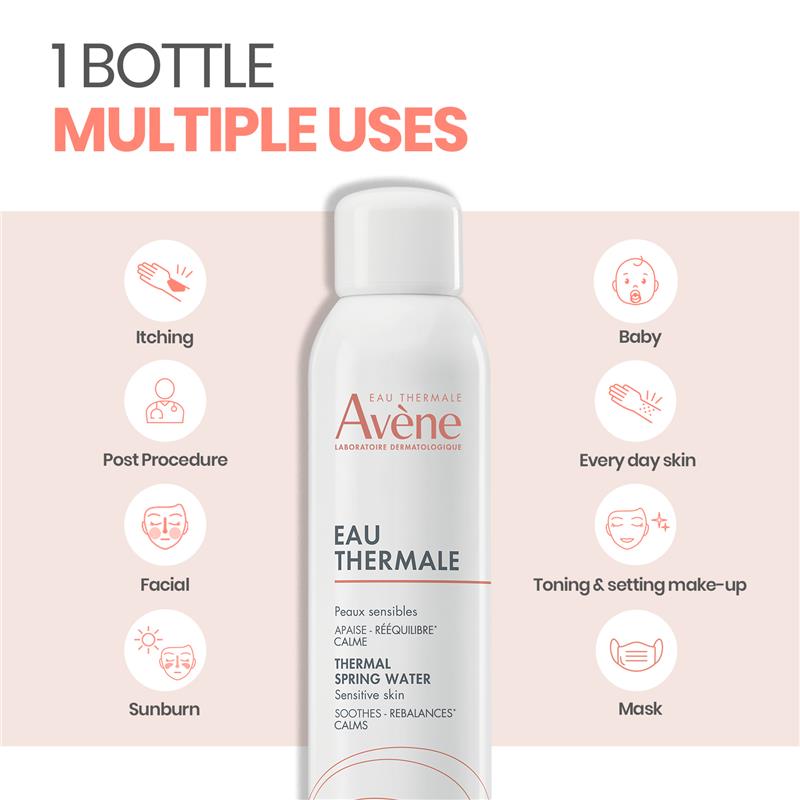 1 BOTTLE
MULTIPLE USES
Itching
Post Procedure
Facial
Sunburn
EAU THERMALE
Avène
LABORATOIRE DERMATOLOGIQUE
EAU
THERMALE
Peaux sensibles
APAISE - RÉÉQUILIBRE*
CALME
THERMAL
SPRING WATER
Sensitive skin
SOOTHES - REBALANCES*
CALMS
Baby
Every day skin
Toning & setting make-up
Mask